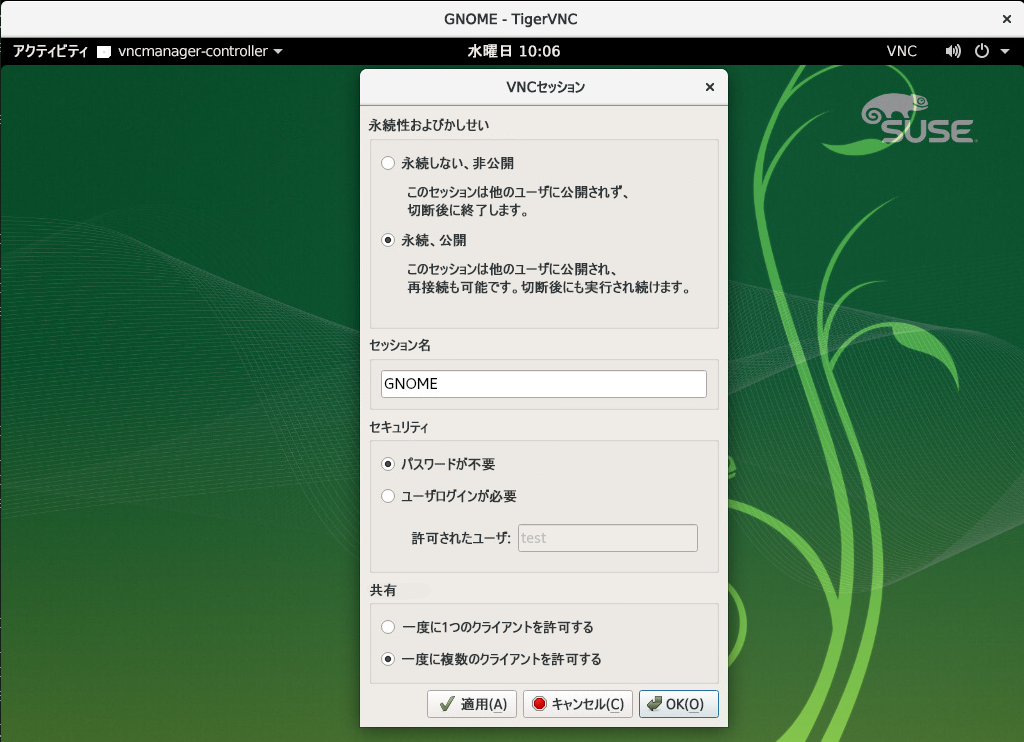 GNOME - TigerVNC
アクティビティ vncmanager-controller 水曜日 10:06 VNC
SUSE
VNCセッション
永続性およびかしせい
永続しない、非公開
このセッションは他のユーザに公開されず、
切断後に終了します。
永続、公開
このセッションは他のユーザに公開され、
再接続も可能です。切断後にも実行され続けます。
セッション名
GNOME
セキュリティ
パスワードが不要
ユーザログインが必要
許可されたユーザ: test
共有
一度に1つのクライアントを許可する
一度に複数のクライアントを許可する
適用(A) キャンセル(C) OK(O)